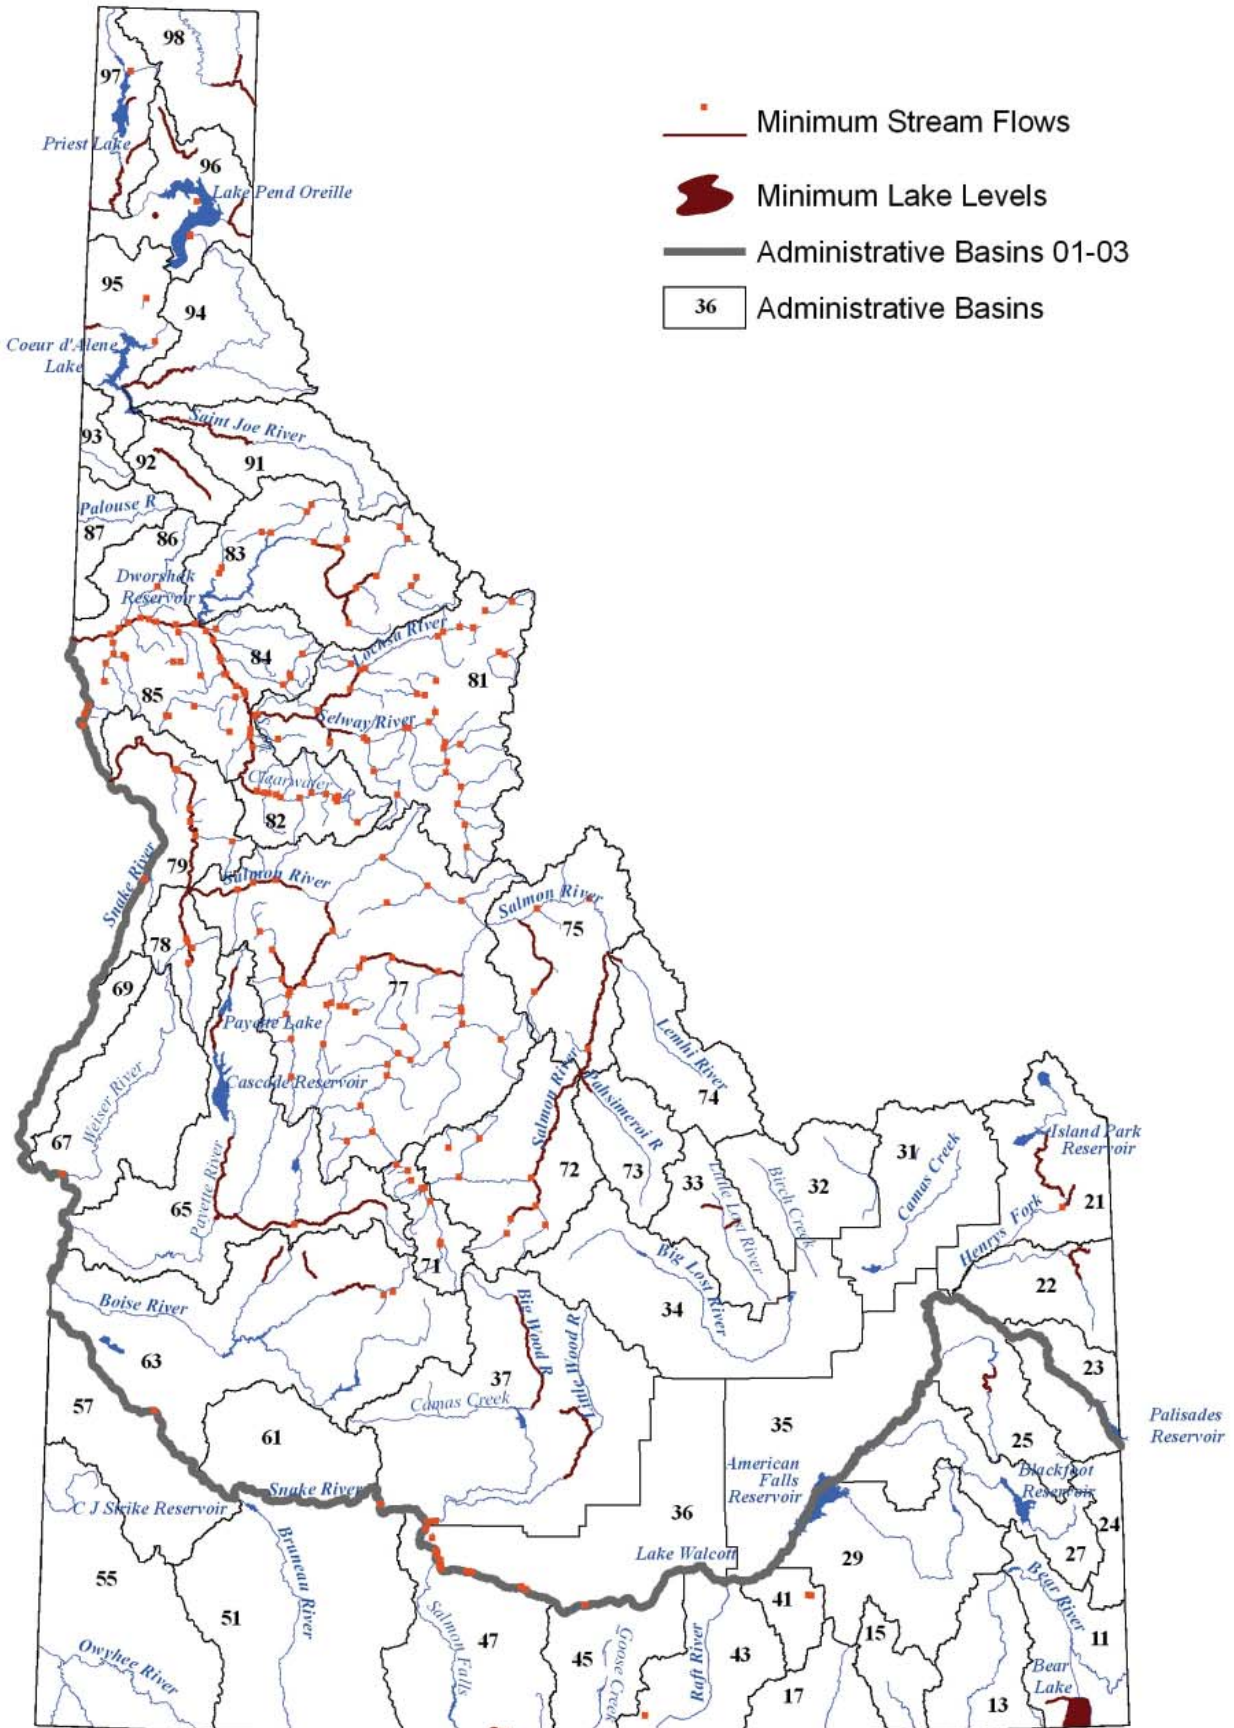 98
97
Minimum Stream Flows
Priest Lake
96
Lake Pend Oreille
Minimum Lake Levels
Administrative Basins 01-03
95
36
Administrative Basins
94
Coeur d'Alene
Lake
Saint Joe River
93
92
91
Palouse R
87
86
83
Dworshak
Reservoir
Lochsa River
84
81
85
Selway River
Clearwater R
82
79
Snake River
Salmon River
Salmon River
75
78
69
77
Payette Lake
Lemhi River
Cascade Reservoir
Salmon River
Pahsimeroi R
74
Weiser River
67
Island Park
Reservoir
31
Camas Creek
72
73
33
Little Lost River
Birch Creek
32
21
65
Payette River
Henrys Fork
71
Big Lost River
22
Boise River
34
Big Wood R
Little Wood R
63
37
23
57
Camas Creek
35
Palisades
Reservoir
61
25
American
Falls
Reservoir
Blackfoot
Reservoir
Snake River
C J Strike Reservoir
36
24
27
Lake Walcott
29
55
Bruneau River
41
Bear River
51
Salmon Falls
47
45
Goose Creek
Raft River
43
15
11
Owyhee River
Bear
Lake
17
13